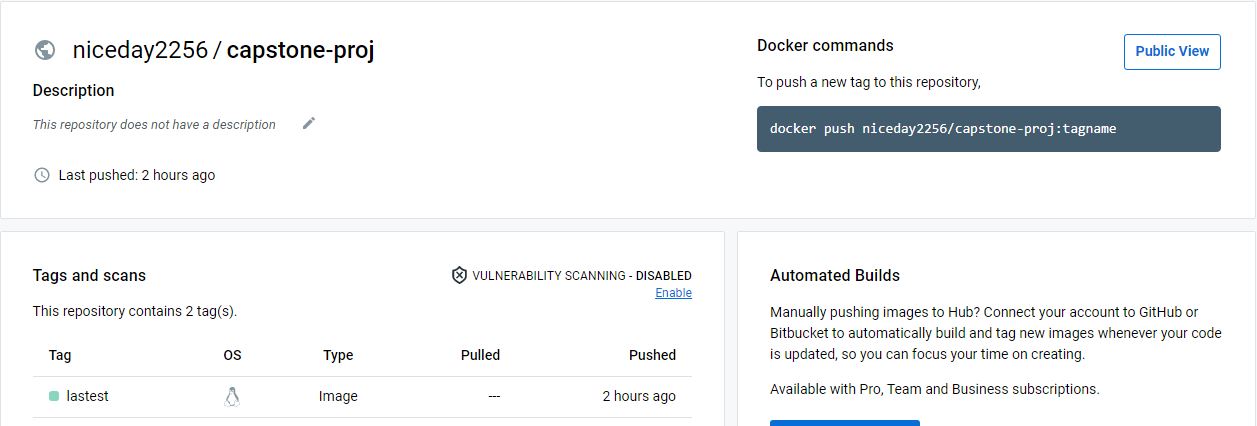 niceday2256 / capstone-proj
Description
This repository does not have a description
Last pushed: 2 hours ago
Docker commands
Public View
To push a new tag to this repository,
docker push niceday2256/capstone-proj:tagname
Tags and scans
VULNERABILITY SCANNING - DISABLED
Enable
This repository contains 2 tag(s).
Tag OS Type Pulled Pushed
lastest Image --- 2 hours ago
Automated Builds
Manually pushing images to Hub? Connect your account to GitHub or
Bitbucket to automatically build and tag new images whenever your code
is updated, so you can focus your time on creating.
Available with Pro, Team and Business subscriptions.